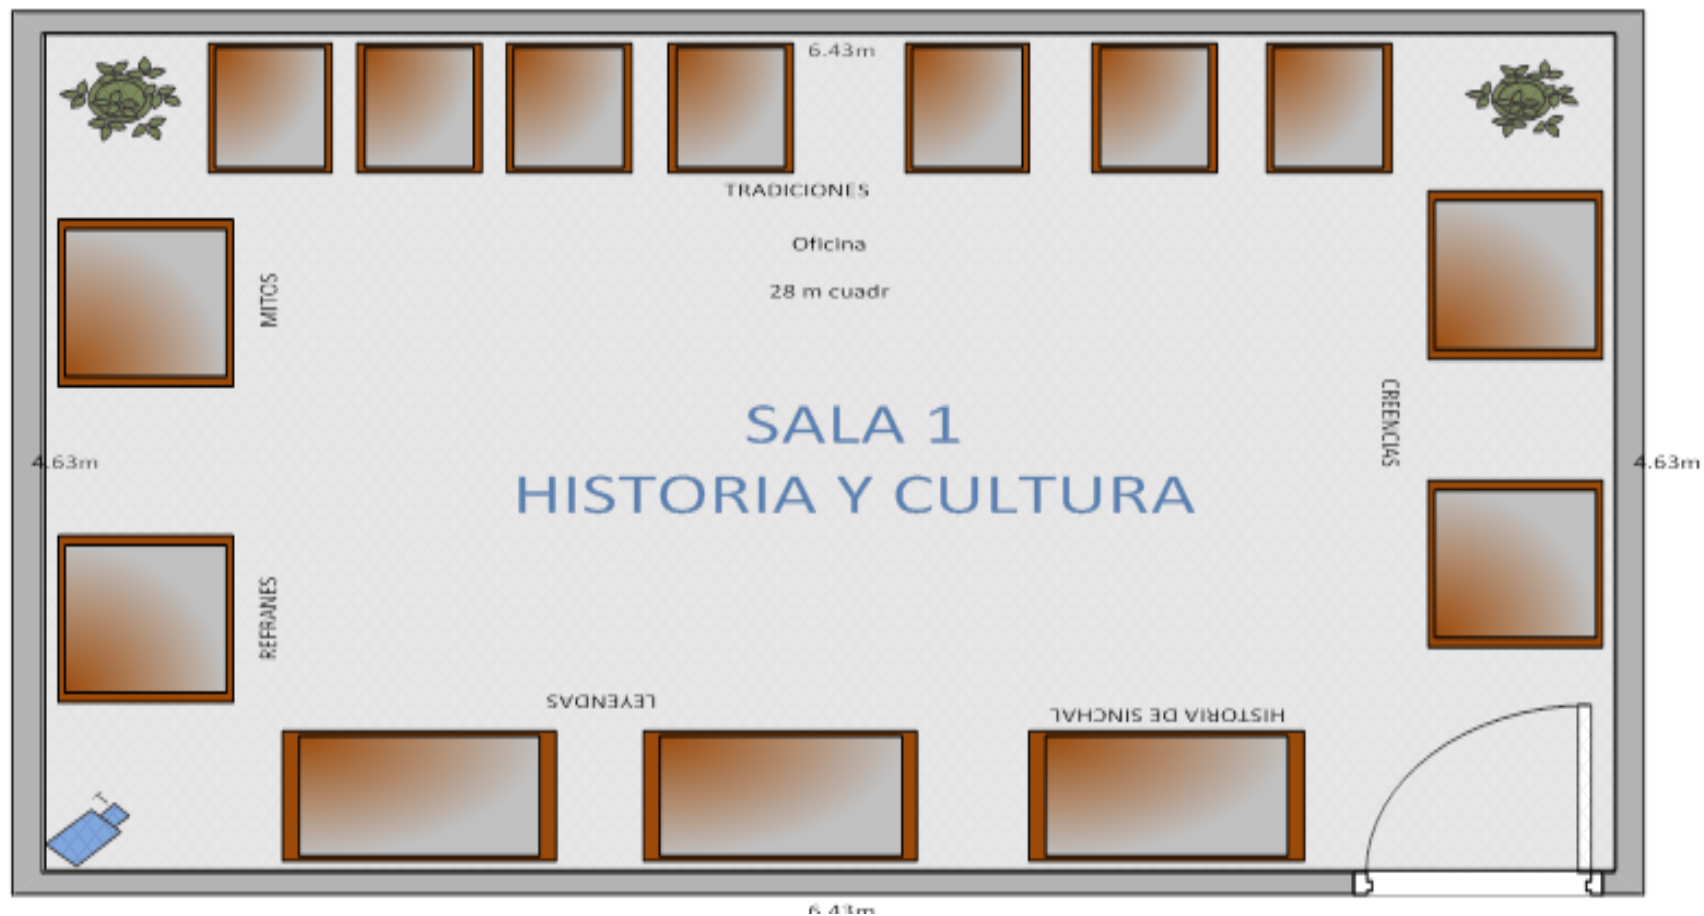 6.43m
TRADICIONES
Oficina
28 m cuadr
MITOS
SALA 1
HISTORIA Y CULTURA
CREENCIAS
4.63m
4.63m
REFRANES
LEYENDAS
HISTORIA DE SINCHAL
6.43m